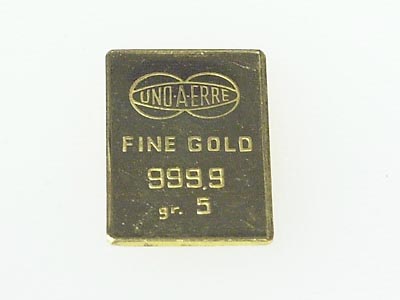 UNO-A-ERRE
FINE GOLD
999,9
gr. 5